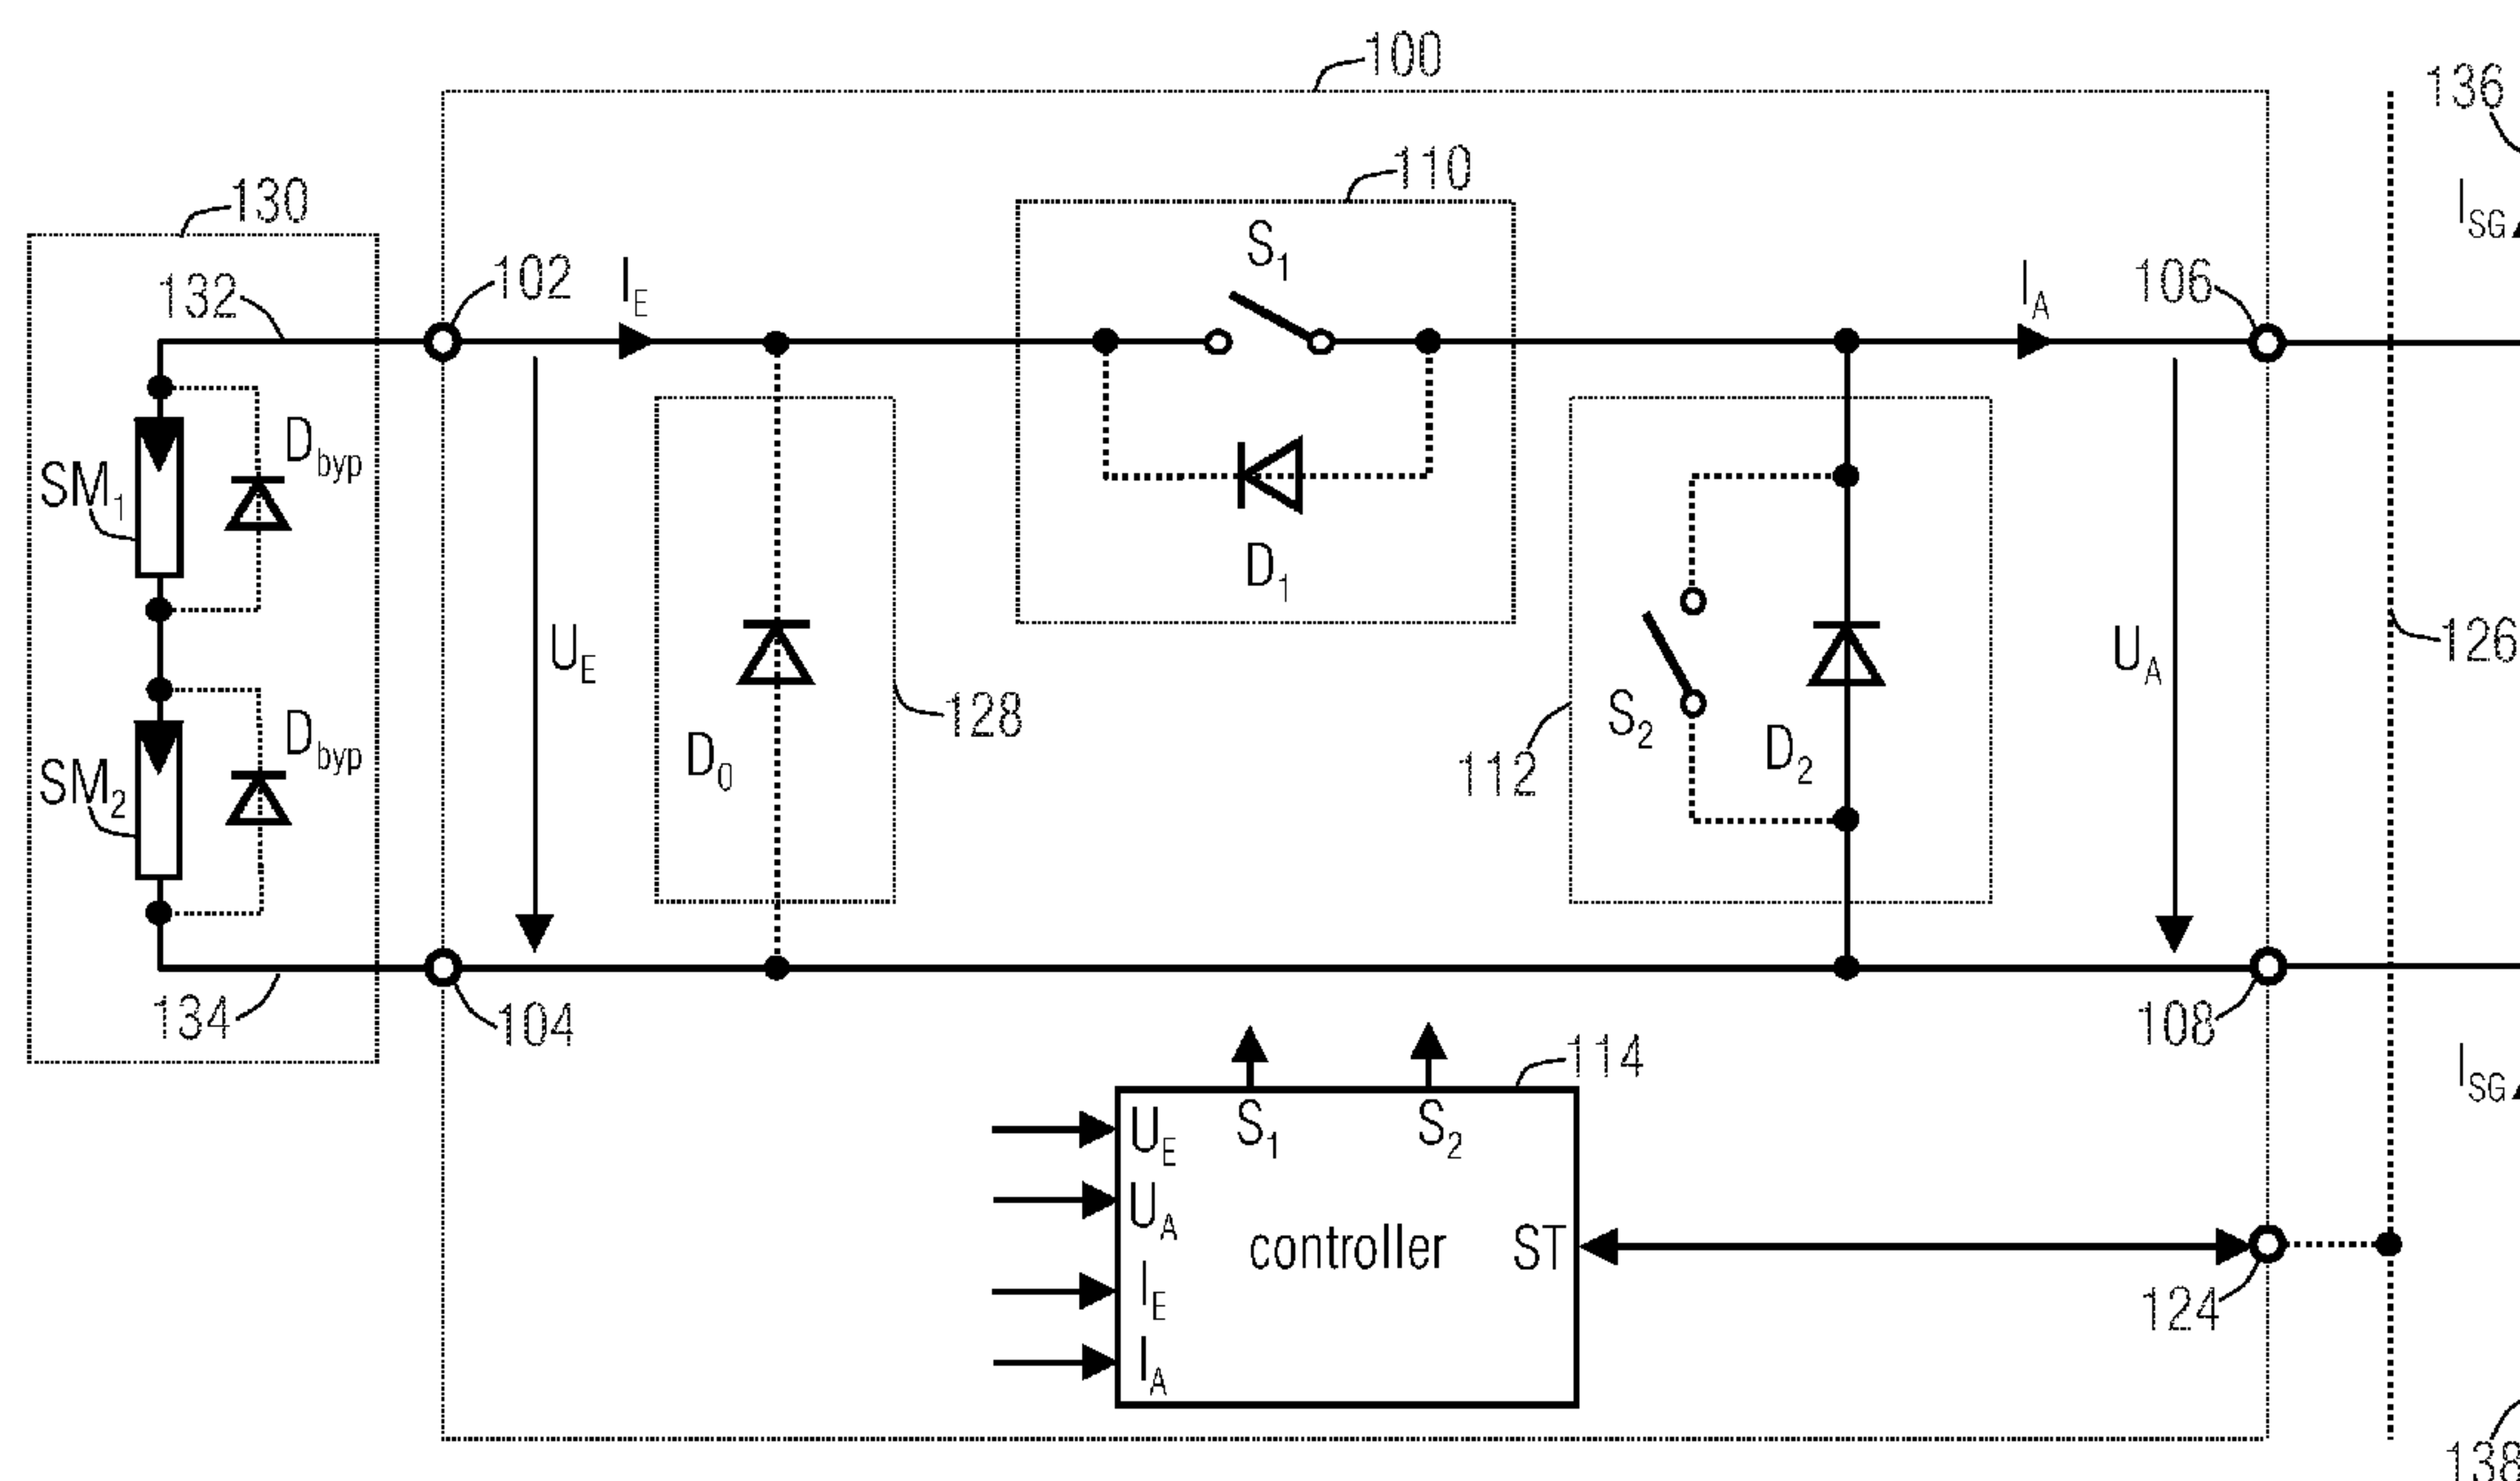 100
136
110
130
I_SG
S_1
102
I_E
I_A
106
132
D_byp
SM_1
D_1
U_E
U_A
126
128
S_2
D_byp
D_0
D_2
112
SM_2
134
104
108
114
I_SG
U_E
S_1
S_2
U_A
controller
ST
I_E
124
I_A
138